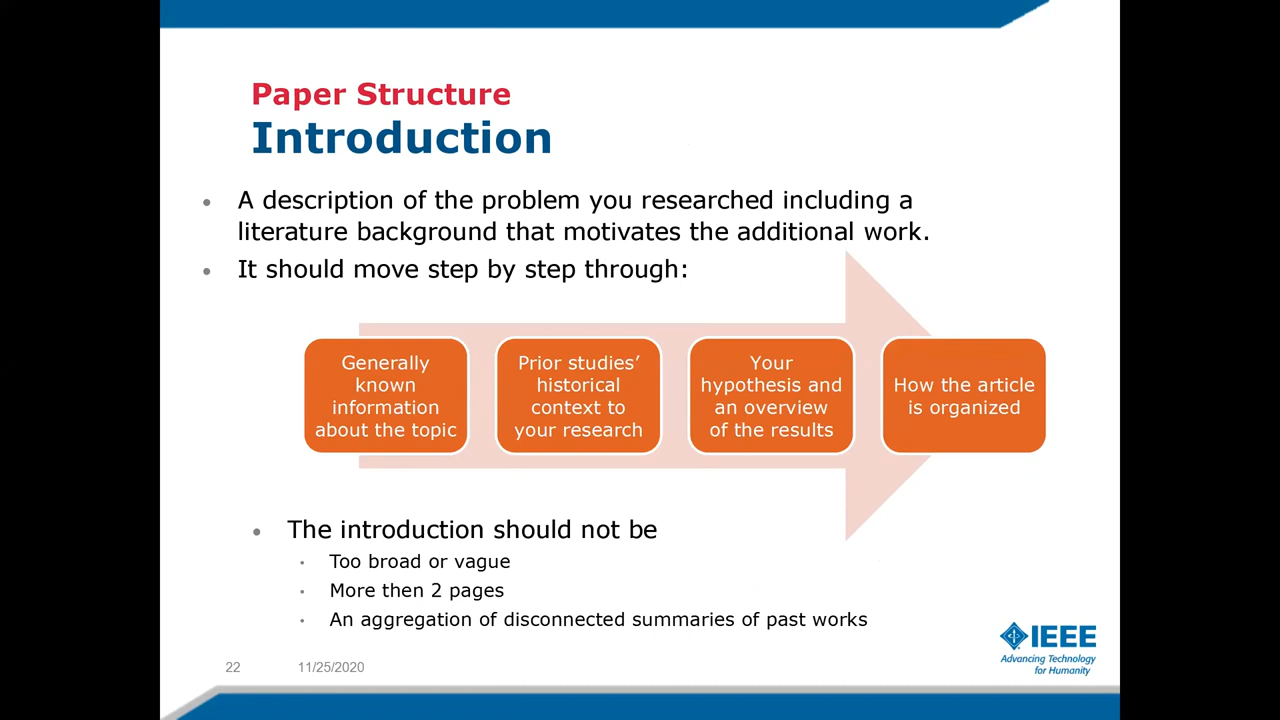 Paper Structure
Introduction
A description of the problem you researched including a
literature background that motivates the additional work.
It should move step by step through:
Generally
known
information
about the topic
Prior studies’
historical
context to
your research
Your
hypothesis and
an overview
of the results
How the article
is organized
The introduction should not be
Too broad or vague
More then 2 pages
An aggregation of disconnected summaries of past works
IEEE
Advancing Technology
for Humanity
22
11/25/2020